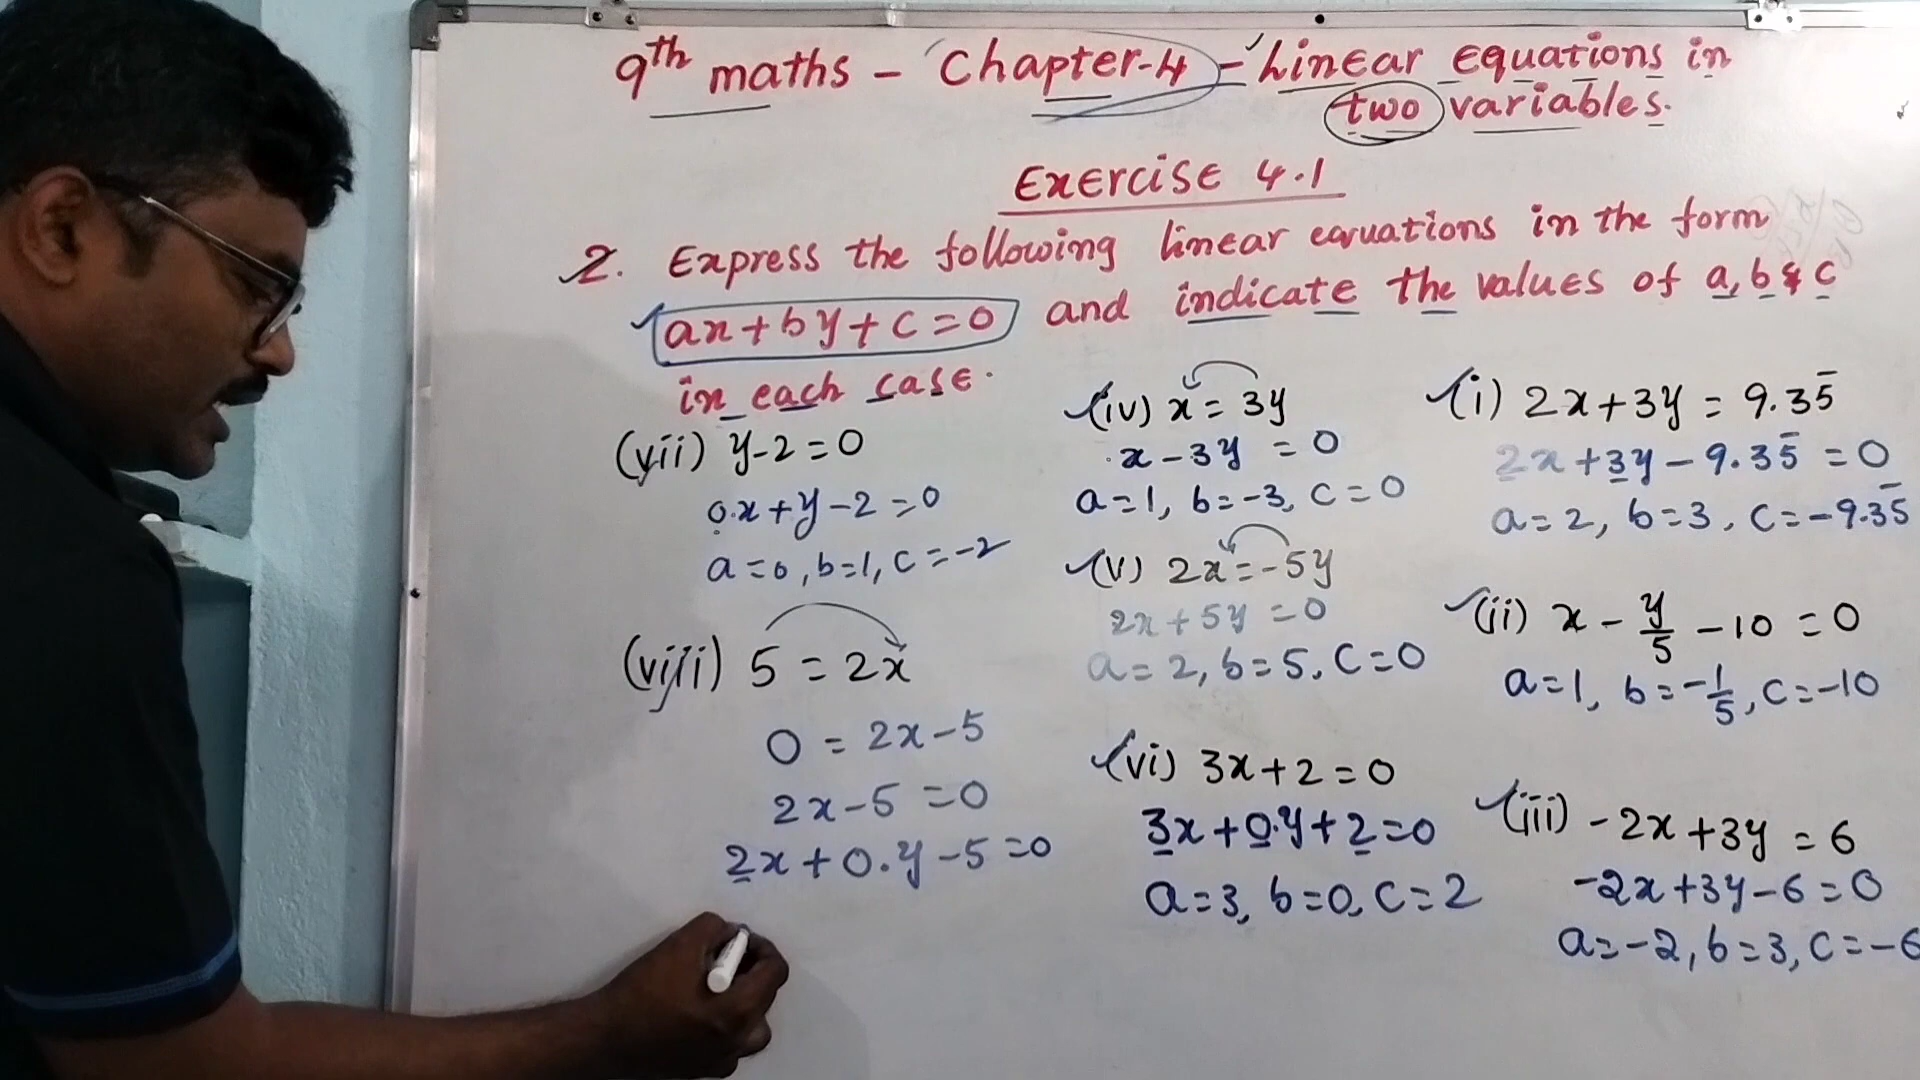 9th maths - Chapter-4 - Linear equations in
two variables.
Exercise 4.1
2. Express the following linear equations in the form
ax+by+c=0 and indicate the values of a, b & c
in each case.
(vii) y-2=0
0.x+y-2=0
a=0, b=1, c=-2
(viii) 5 = 2x
0 = 2x-5
2x-5 =0
2x+0.y-5=0
(iv) x = 3y
x-3y = 0
a=1, b=-3, c=0
(v) 2x=-5y
2x+5y =0
a=2, b=5, c=0
(vi) 3x+2=0
3x+0.y+2=0
a=3, b=0, c=2
(i) 2x+3y = 9.35̅
2x+3y-9.35̅ =0
a=2, b=3, c=-9.35̅
(ii) x - y/5 - 10 = 0
a=1, b=-1/5, c=-10
(iii) -2x+3y = 6
-2x+3y-6=0
a=-2, b=3, c=-6